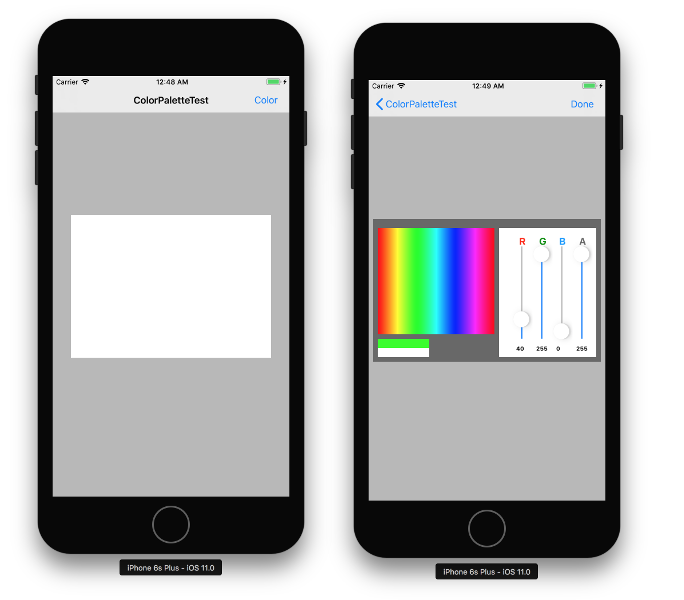 Carrier 12:48 AM
ColorPaletteTest Color
iPhone 6s Plus - iOS 11.0
Carrier 12:49 AM
ColorPaletteTest Done
R G B A
40 255 0 255
iPhone 6s Plus - iOS 11.0